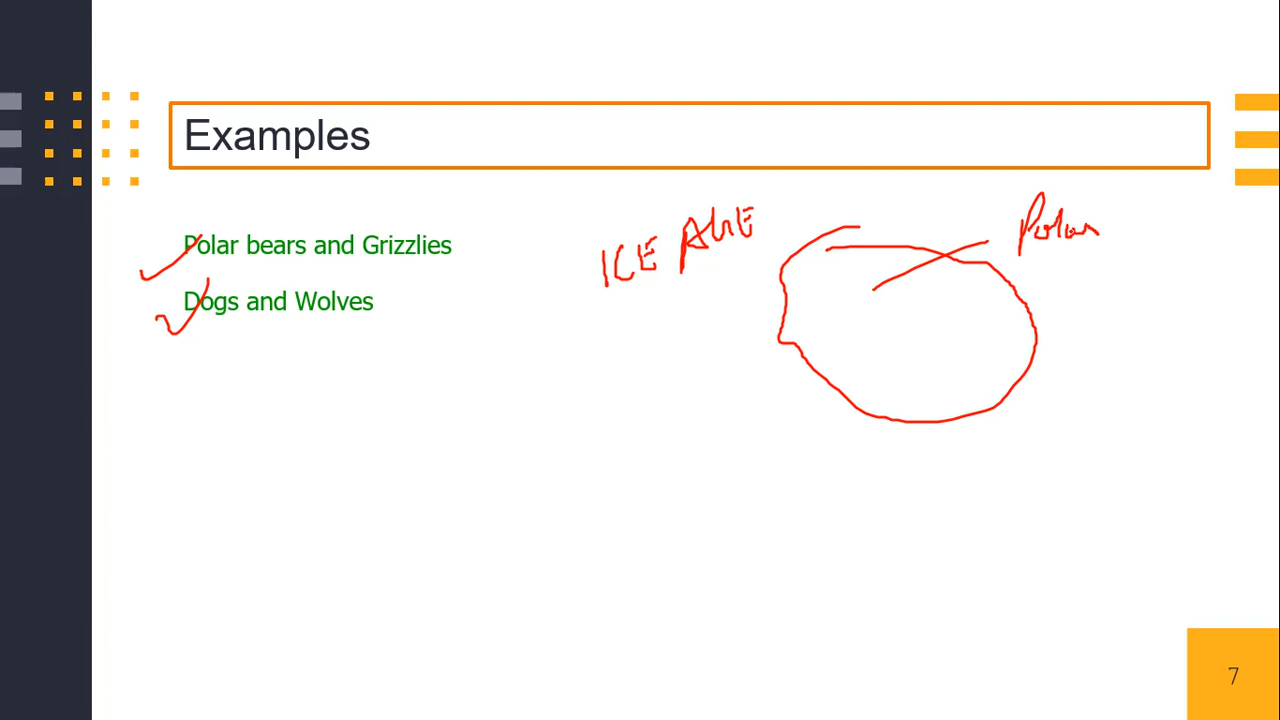 Examples
Polar bears and Grizzlies
Dogs and Wolves
ICE AGE
Polar
7